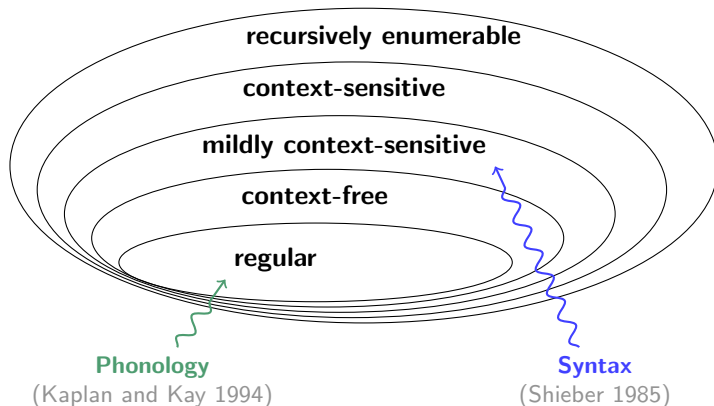 recursively enumerable
context-sensitive
mildly context-sensitive
context-free
regular
Phonology
(Kaplan and Kay 1994)
Syntax
(Shieber 1985)